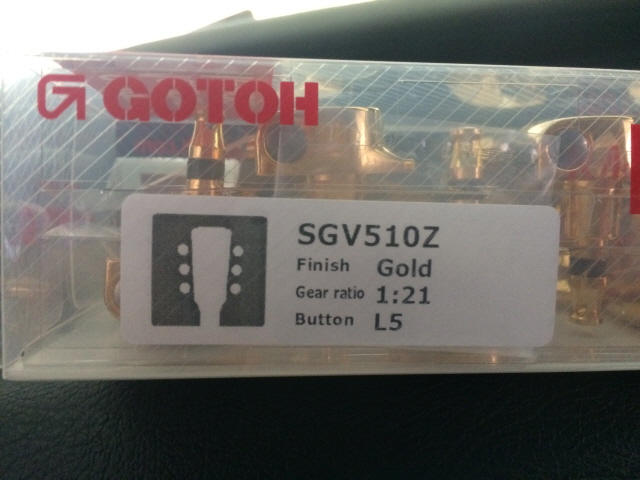 GOTOH
SGV510Z
Finish Gold
Gear ratio 1:21
Button L5